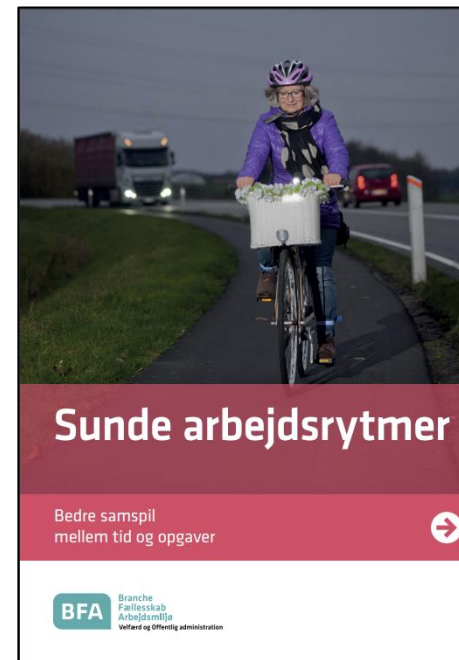 Sunde arbejdsrytmer
Bedre samspil
mellem tid og opgaver
BFA
Branche
Fællesskab
Arbejdsmiljø
Velfærd og Offentlig administration